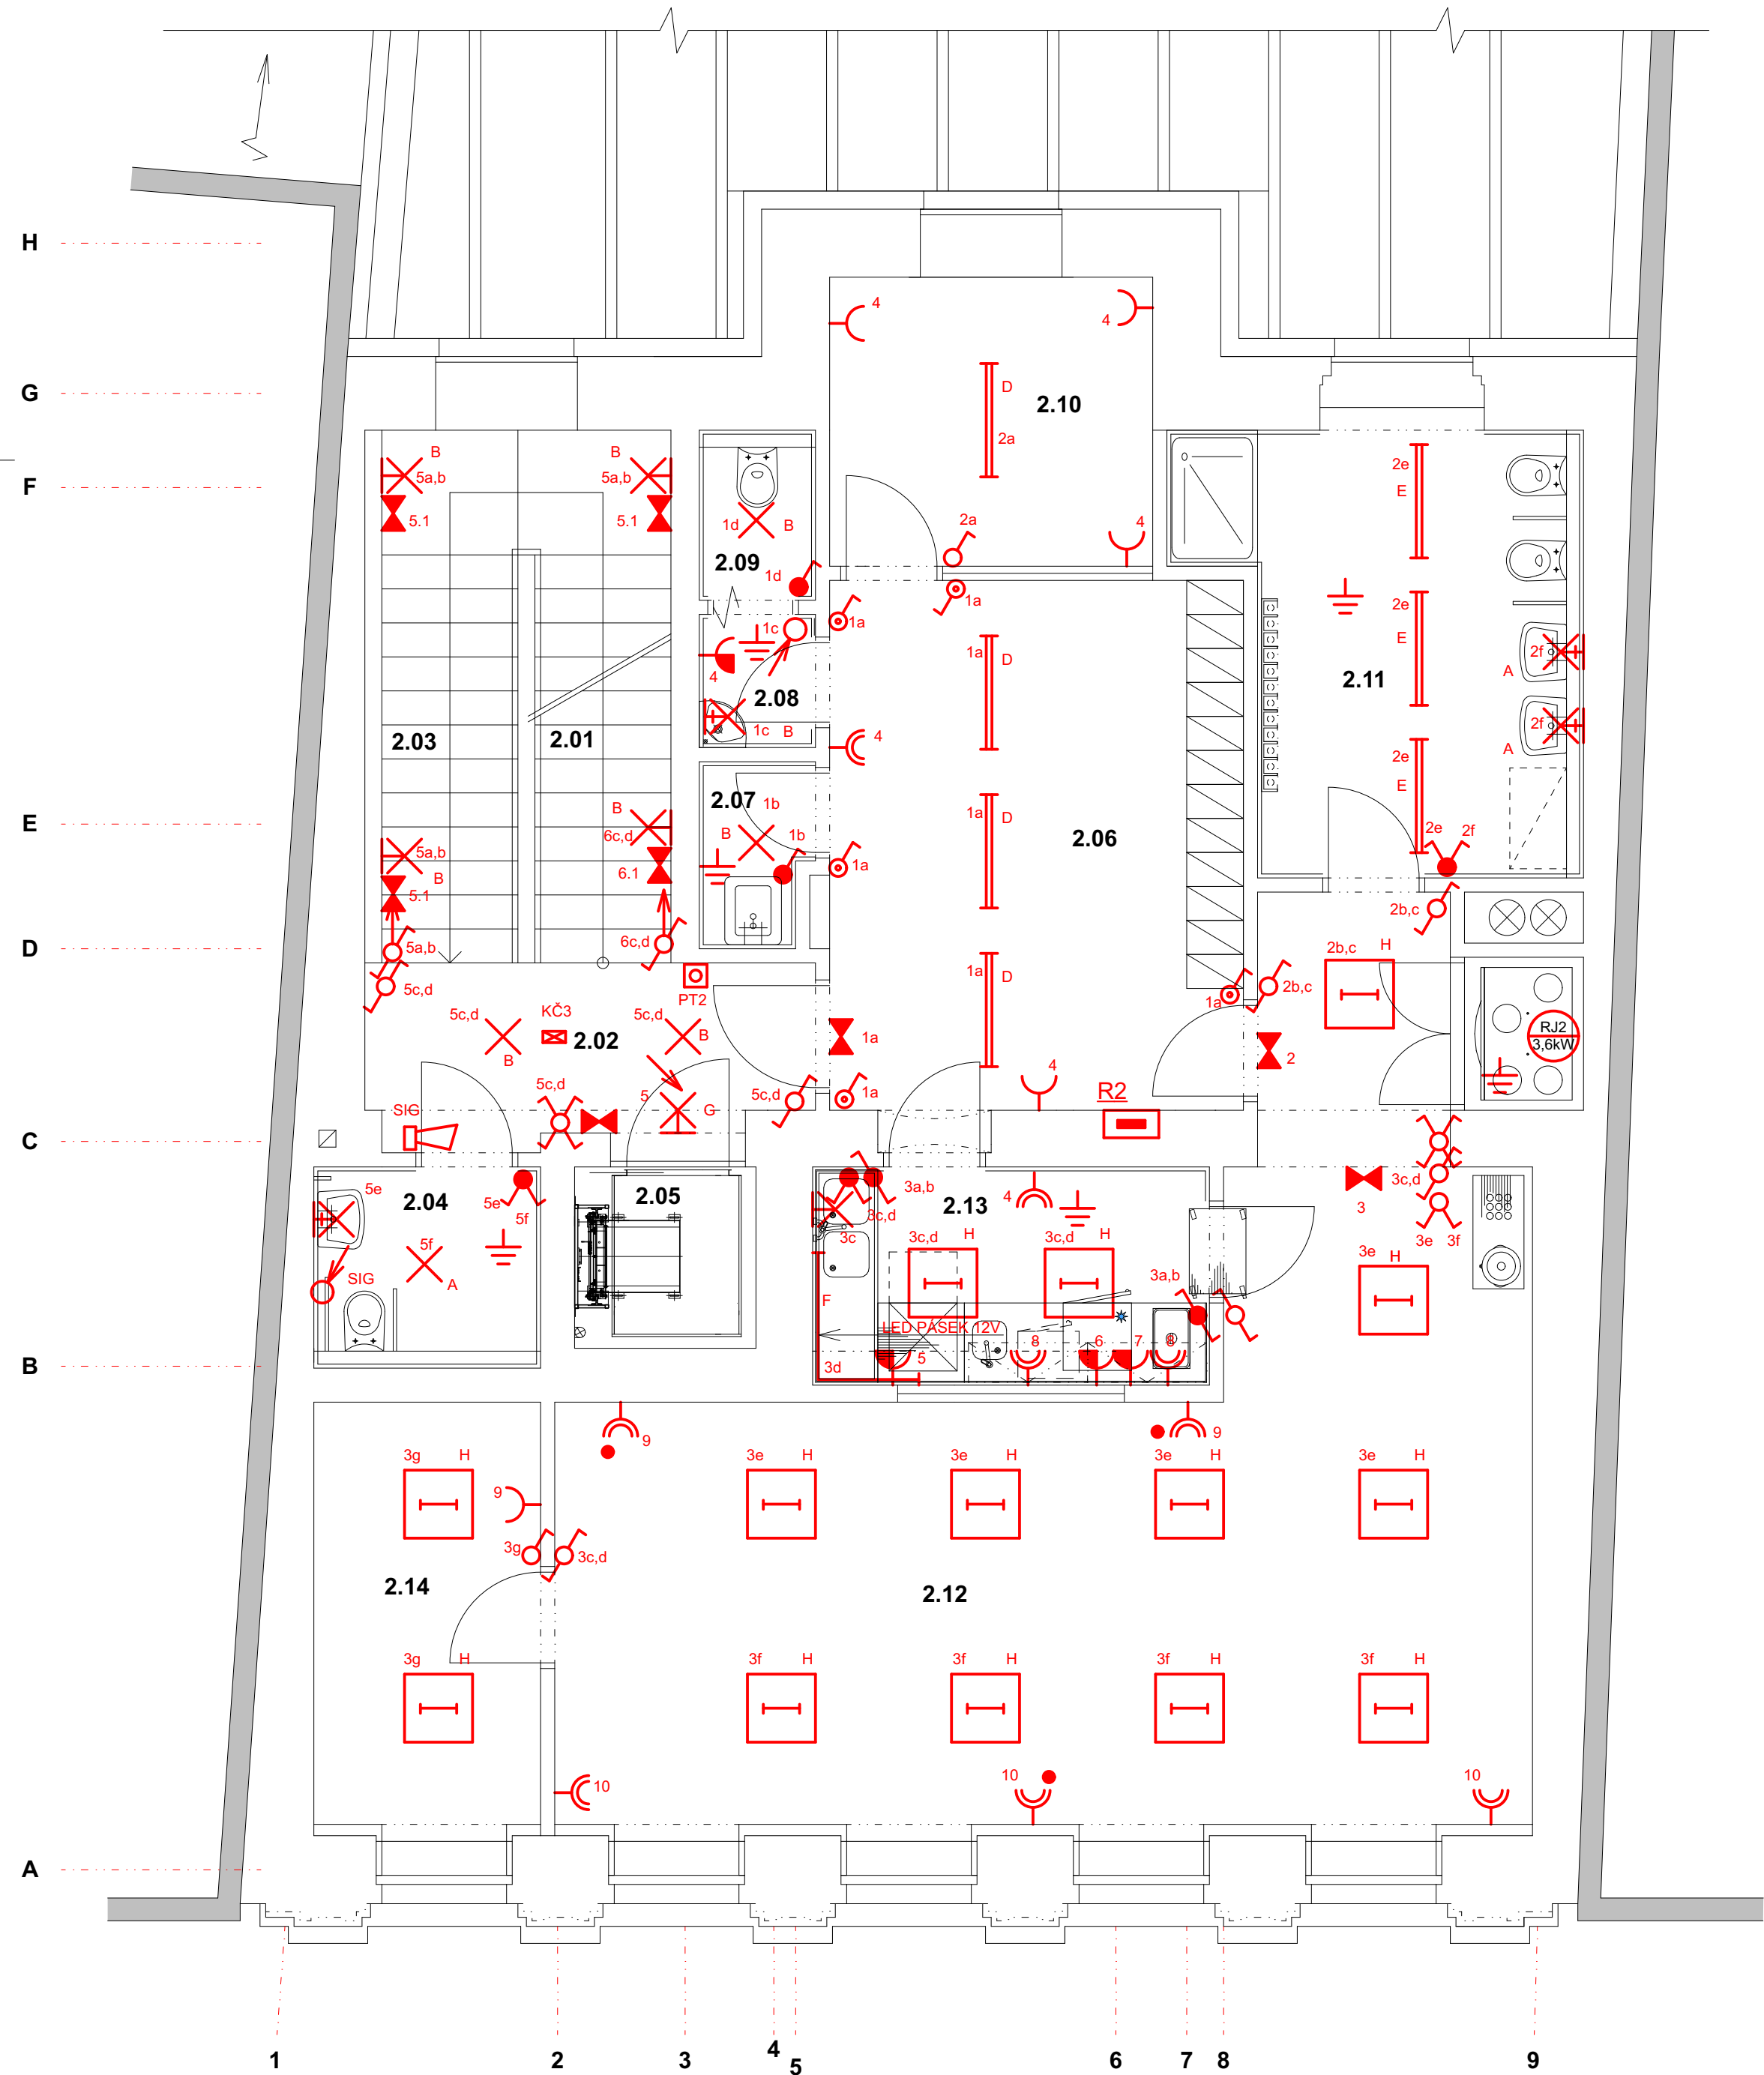 H
4
4
G
D
2.10
2a
B
5a,b
B
5a,b
2e
E
F
5.1
5.1
1d
B
2a
4
2.09
1d
1a
2e
E
1c
1a
1a
D
2f
A
4
2.08
2.11
1c
B
2f
A
2.03
2.01
4
2e
E
2.07
1b
B
6c,d
E
B
1b
1a
D
2.06
2e
2f
5a,b
B
5.1
6.1
1a
2b,c
D
5a,b
6c,d
2b,c
H
5c,d
PT2
1a
D
1a
2b,c
KČ3
5c,d
B
2.02
5c,d
B
1a
RJ2
3,6kW
2
4
5c,d
5
G
5c,d
1a
R2
C
SIG
5e
2.04
5e
5f
2.05
3a,b
3c,d
3c
4
2.13
3c,d
3
3e
3f
5f
A
SIG
3c,d
H
3c,d
H
3e
H
F
3a,b
LED PÁSEK 12V
B
3d
5
8
6
7
8
9
9
3g
H
3e
H
3e
H
3e
H
3e
H
9
3g
3c,d
2.14
2.12
3g
H
3f
H
3f
H
3f
H
3f
H
10
10
10
A
1
2
3
4
5
6
7
8
9